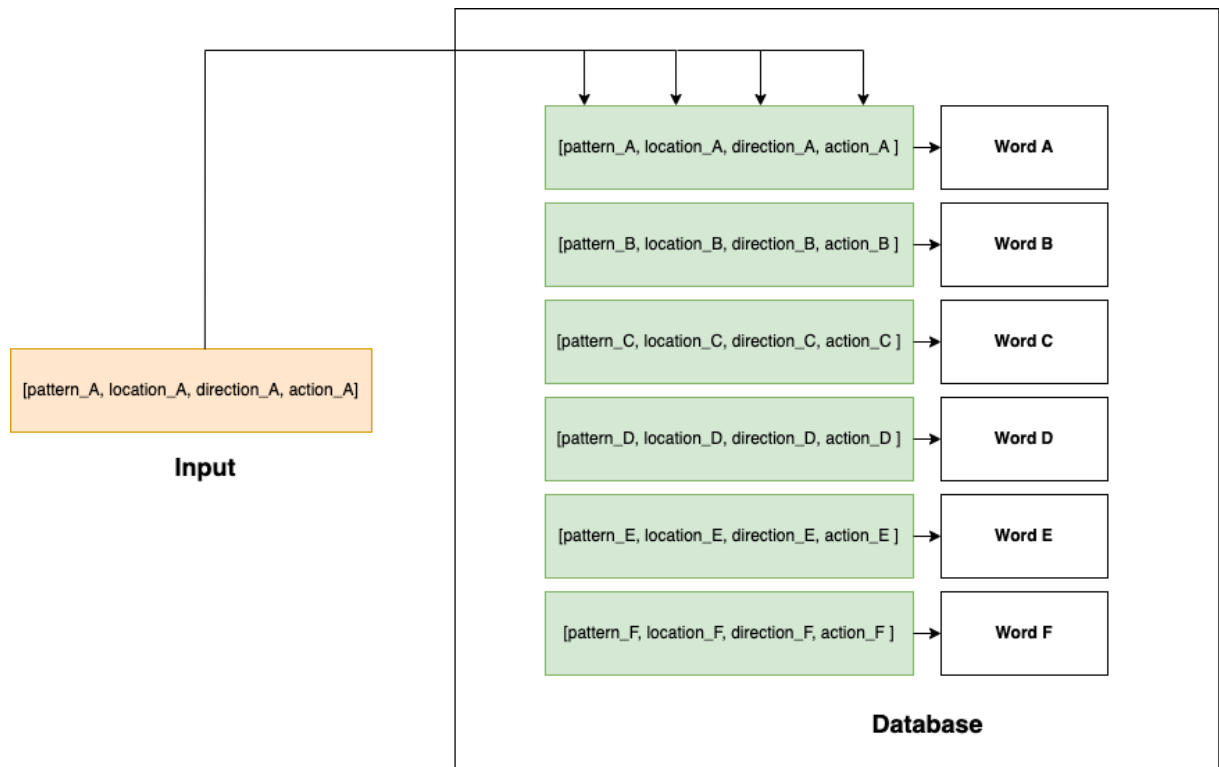 [pattern_A, location_A, direction_A, action_A ]
Word A
[pattern_B, location_B, direction_B, action_B ]
Word B
[pattern_C, location_C, direction_C, action_C ]
Word C
[pattern_A, location_A, direction_A, action_A]
Input
[pattern_D, location_D, direction_D, action_D ]
Word D
[pattern_E, location_E, direction_E, action_E ]
Word E
[pattern_F, location_F, direction_F, action_F ]
Word F
Database